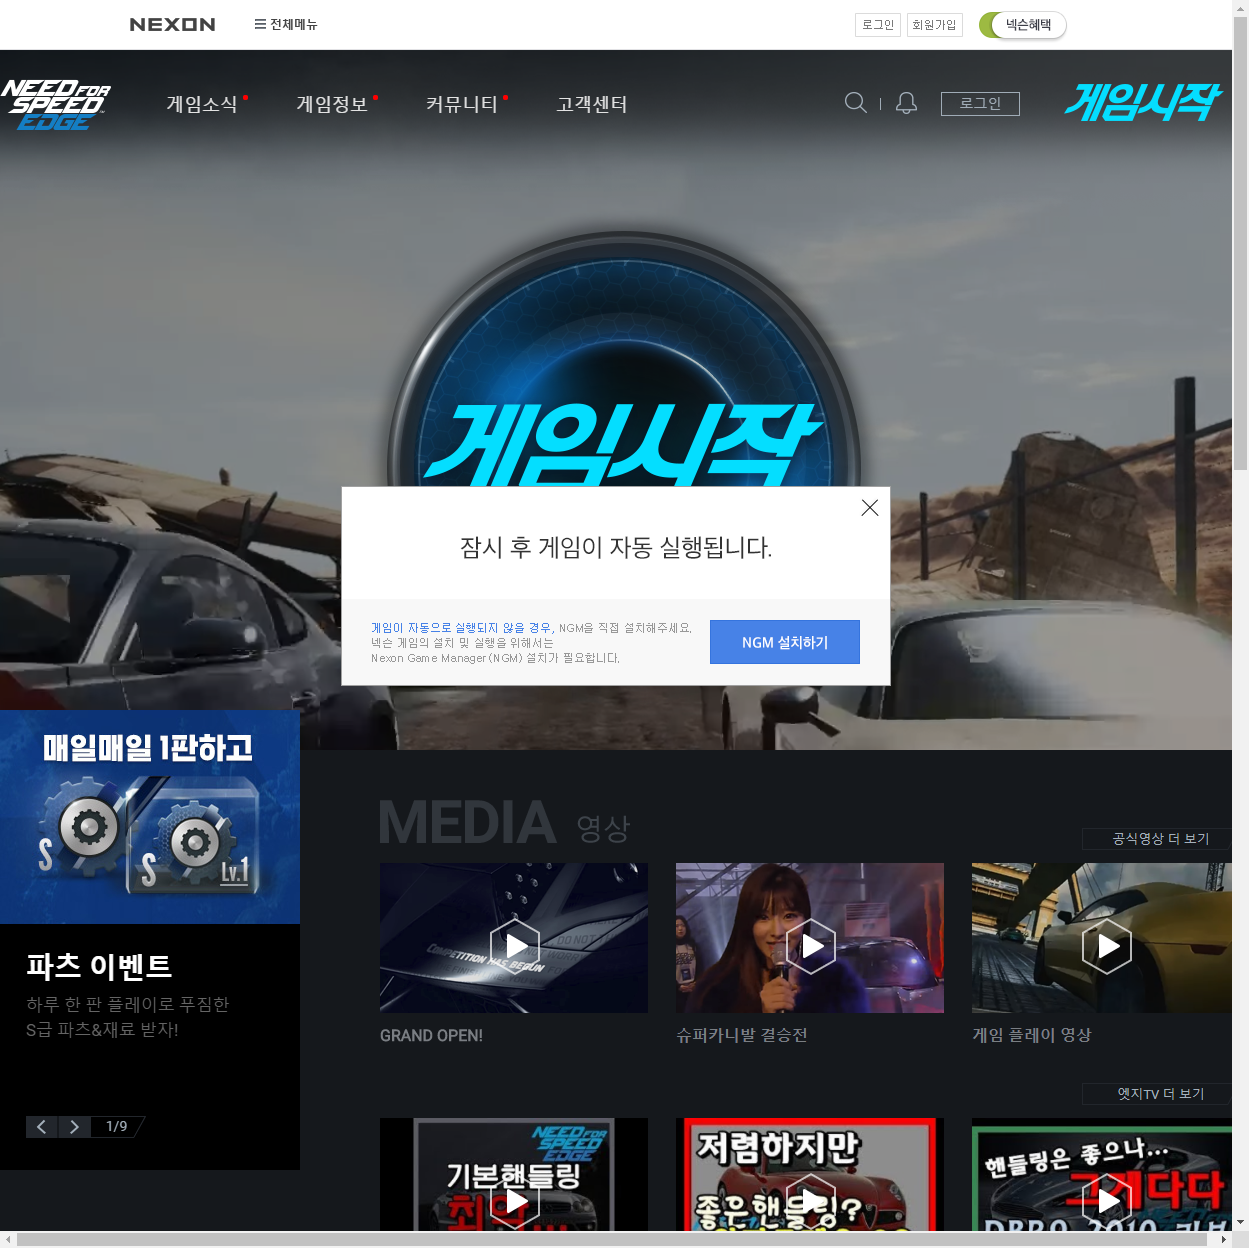 NEXON
전체메뉴
로그인
회원가입
넥슨혜택
NEED FOR
SPEED
EDGE
게임소식
게임정보
커뮤니티
고객센터
로그인
게임시작
게임시작
잠시 후 게임이 자동 실행됩니다.
게임이 자동으로 실행되지 않을 경우, NGM을 직접 설치해주세요.
넥슨 게임의 설치 및 실행을 위해서는
Nexon Game Manager(NGM) 설치가 필요합니다.
NGM 설치하기
매일매일 1판하고
S
S
Lv.1
파츠 이벤트
하루 한 판 플레이로 푸짐한
S급 파츠&재료 받자!
1/9
MEDIA 영상
공식영상 더 보기
COMPETITION HAS BEGUN
GRAND OPEN!
슈퍼카니발 결승전
게임 플레이 영상
엣지TV 더 보기
NEED FOR
SPEED
EDGE
기본핸들링
최악...
저렴하지만
좋은핸들링?
핸들링은 좋으나...
그게다다